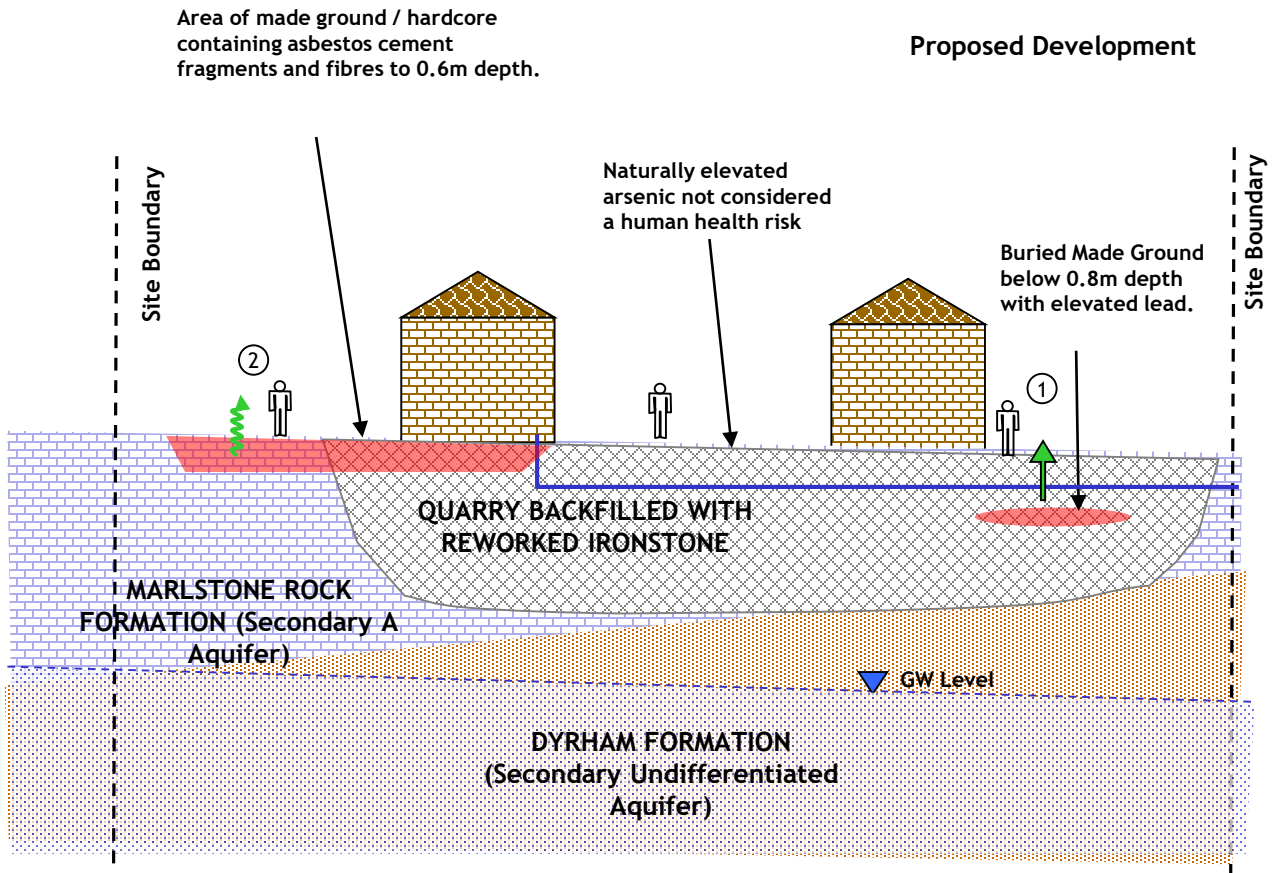 Area of made ground / hardcore
containing asbestos cement
fragments and fibres to 0.6m depth.
Proposed Development
Site Boundary
Naturally elevated
arsenic not considered
a human health risk
Site Boundary
Buried Made Ground
below 0.8m depth
with elevated lead.
2
1
QUARRY BACKFILLED WITH
REWORKED IRONSTONE
MARLSTONE ROCK
FORMATION (Secondary A
Aquifer)
GW Level
DYRHAM FORMATION
(Secondary Undifferentiated
Aquifer)